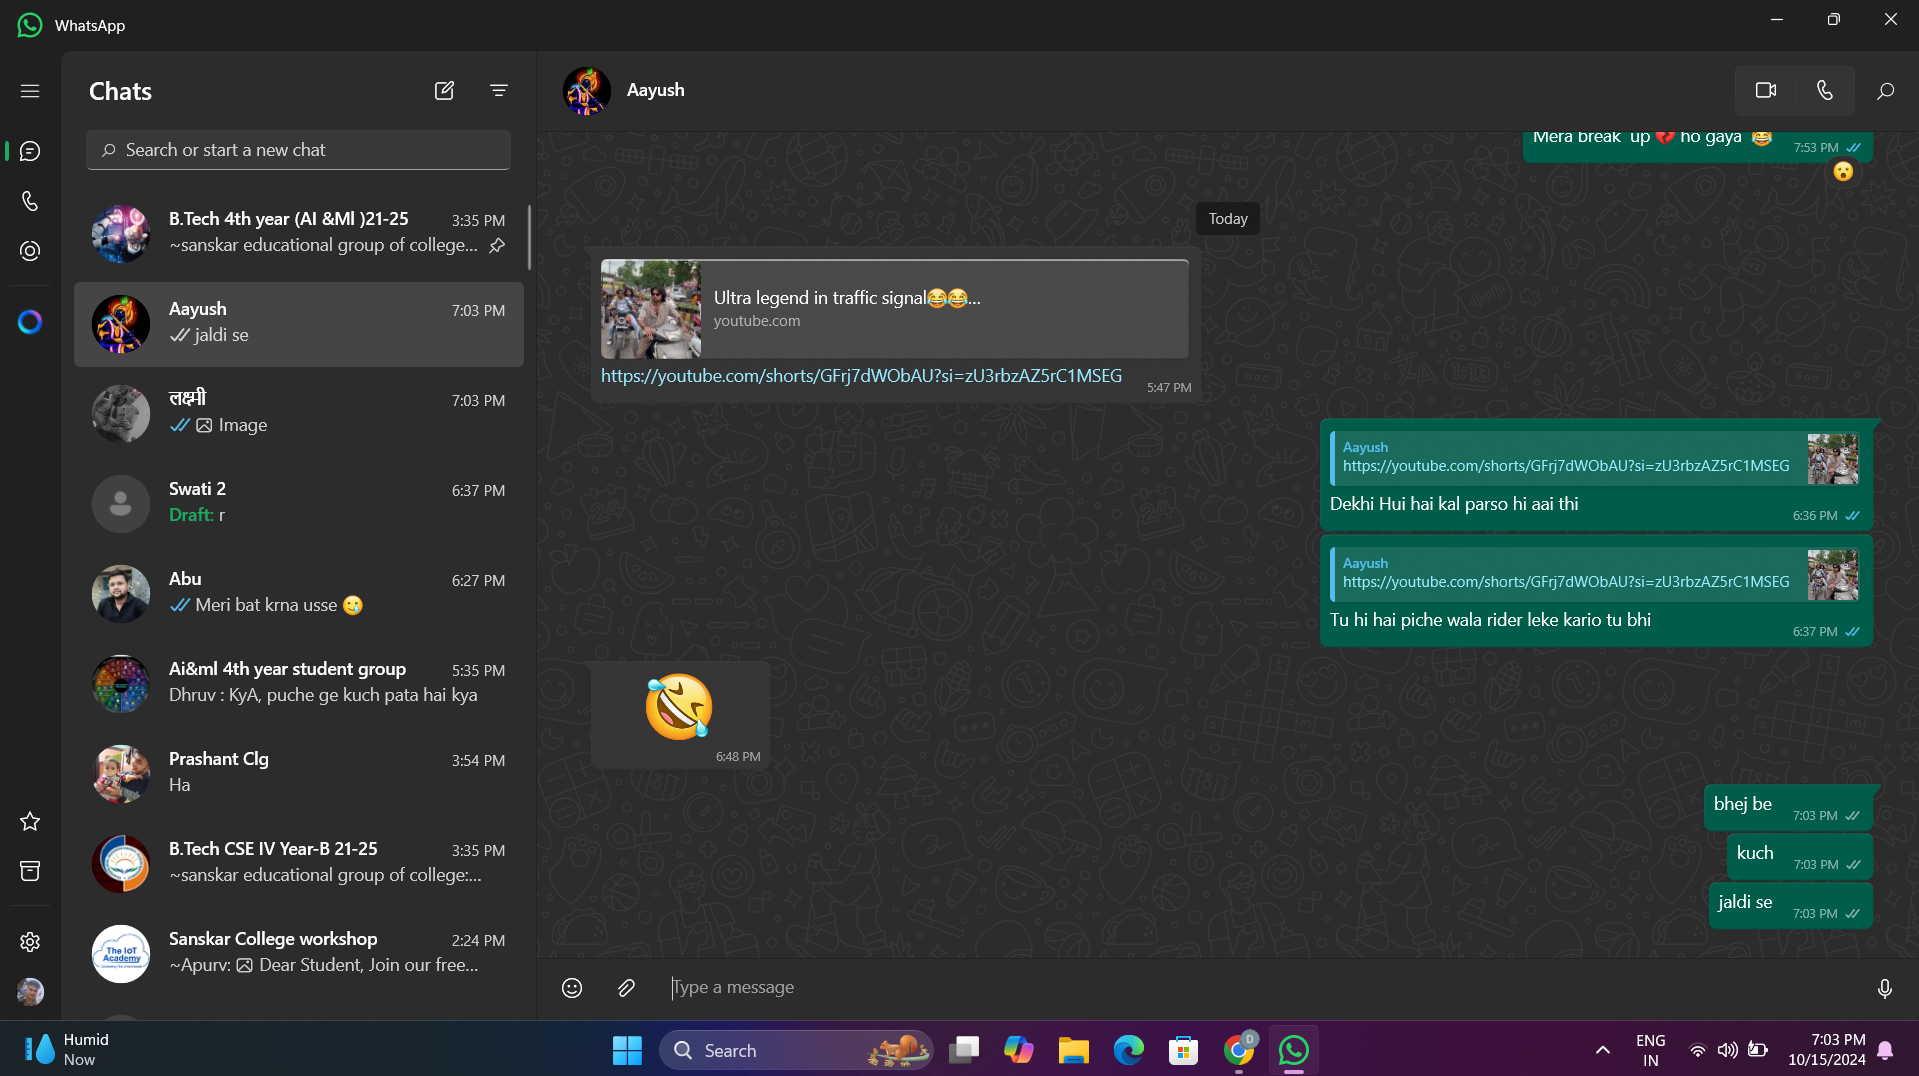 WhatsApp
Chats
Search or start a new chat
B.Tech 4th year (AI &Ml )21-25
3:35 PM
~sanskar educational group of college...
Aayush
7:03 PM
jaldi se
लक्ष्मी
7:03 PM
Image
Swati 2
6:37 PM
Draft: r
Abu
6:27 PM
Meri bat krna usse 🥲
Ai&ml 4th year student group
5:35 PM
Dhruv : KyA, puche ge kuch pata hai kya
Prashant Clg
3:54 PM
Ha
B.Tech CSE IV Year-B 21-25
3:35 PM
~sanskar educational group of college:...
The IoT
Academy
Sanskar College workshop
2:24 PM
~Apurv: Dear Student, Join our free...
Aayush
Mera break up 💔 ho gaya 😂
7:53 PM
😮
Today
Ultra legend in traffic signal😂😂...
youtube.com
https://youtube.com/shorts/GFrj7dWObAU?si=zU3rbzAZ5rC1MSEG
5:47 PM
Aayush
https://youtube.com/shorts/GFrj7dWObAU?si=zU3rbzAZ5rC1MSEG
Dekhi Hui hai kal parso hi aai thi
6:36 PM
Aayush
https://youtube.com/shorts/GFrj7dWObAU?si=zU3rbzAZ5rC1MSEG
Tu hi hai piche wala rider leke kario tu bhi
6:37 PM
🤣
6:48 PM
bhej be
7:03 PM
kuch
7:03 PM
jaldi se
7:03 PM
Type a message
Humid
Now
Search
D
ENG
IN
7:03 PM
10/15/2024